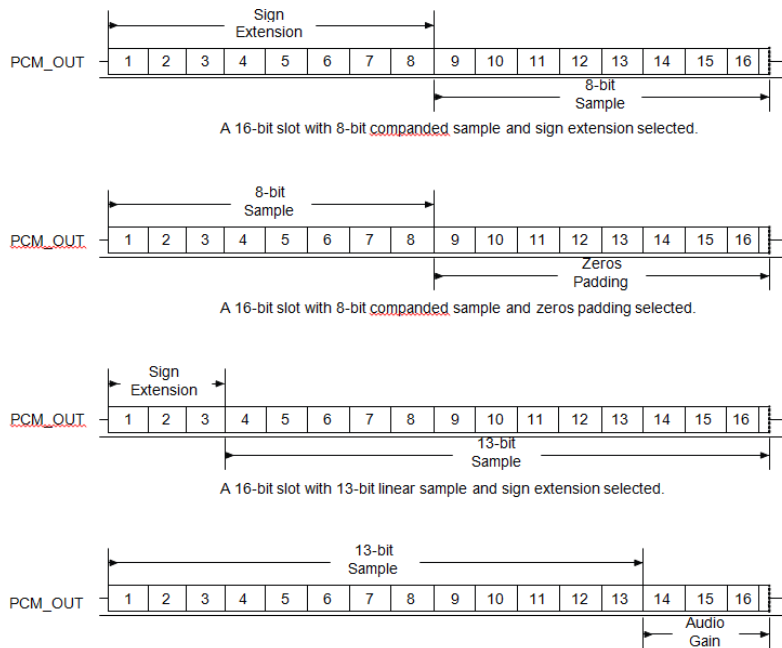 Sign
Extension
PCM_OUT 1 2 3 4 5 6 7 8 9 10 11 12 13 14 15 16
8-bit
Sample
A 16-bit slot with 8-bit companded sample and sign extension selected.
8-bit
Sample
PCM_OUT 1 2 3 4 5 6 7 8 9 10 11 12 13 14 15 16
Zeros
Padding
A 16-bit slot with 8-bit companded sample and zeros padding selected.
Sign
Extension
PCM_OUT 1 2 3 4 5 6 7 8 9 10 11 12 13 14 15 16
13-bit
Sample
A 16-bit slot with 13-bit linear sample and sign extension selected.
13-bit
Sample
PCM_OUT 1 2 3 4 5 6 7 8 9 10 11 12 13 14 15 16
Audio
Gain